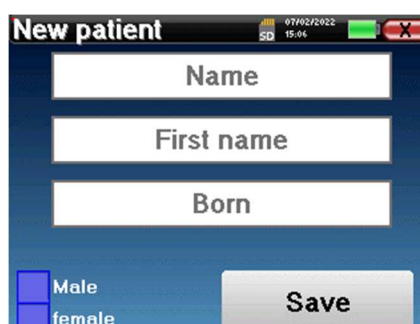 New patient
SD 07/02/2022
15:06
X
Name
First name
Born
Male
female
Save